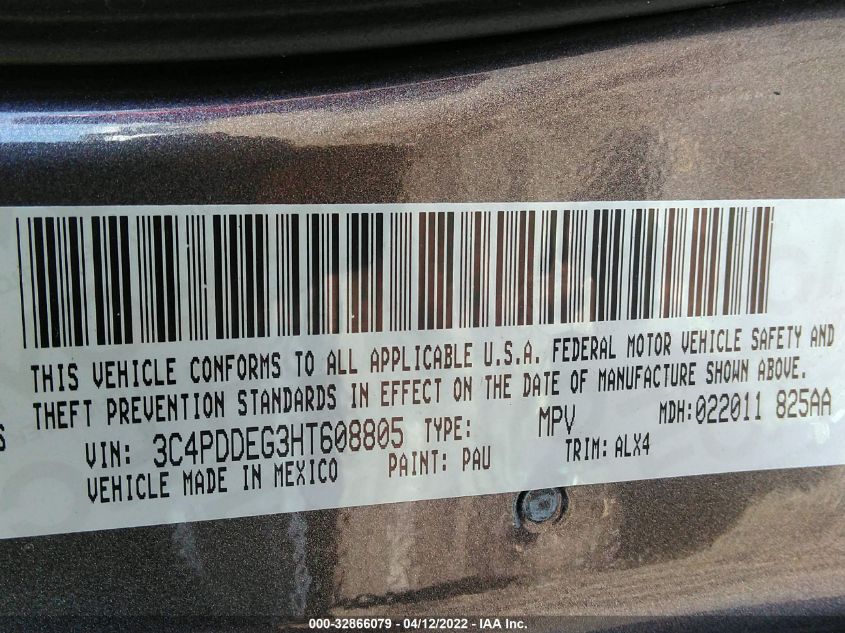 THIS VEHICLE CONFORMS TO ALL APPLICABLE U.S.A. FEDERAL MOTOR VEHICLE SAFETY AND
THEFT PREVENTION STANDARDS IN EFFECT ON THE DATE OF MANUFACTURE SHOWN ABOVE.
VIN: 3C4PDDEG3HT608805 TYPE: MPV MDH:022011 825AA
VEHICLE MADE IN MEXICO PAINT: PAU TRIM: ALX4
000-32866079 - 04/12/2022 - IAA Inc.